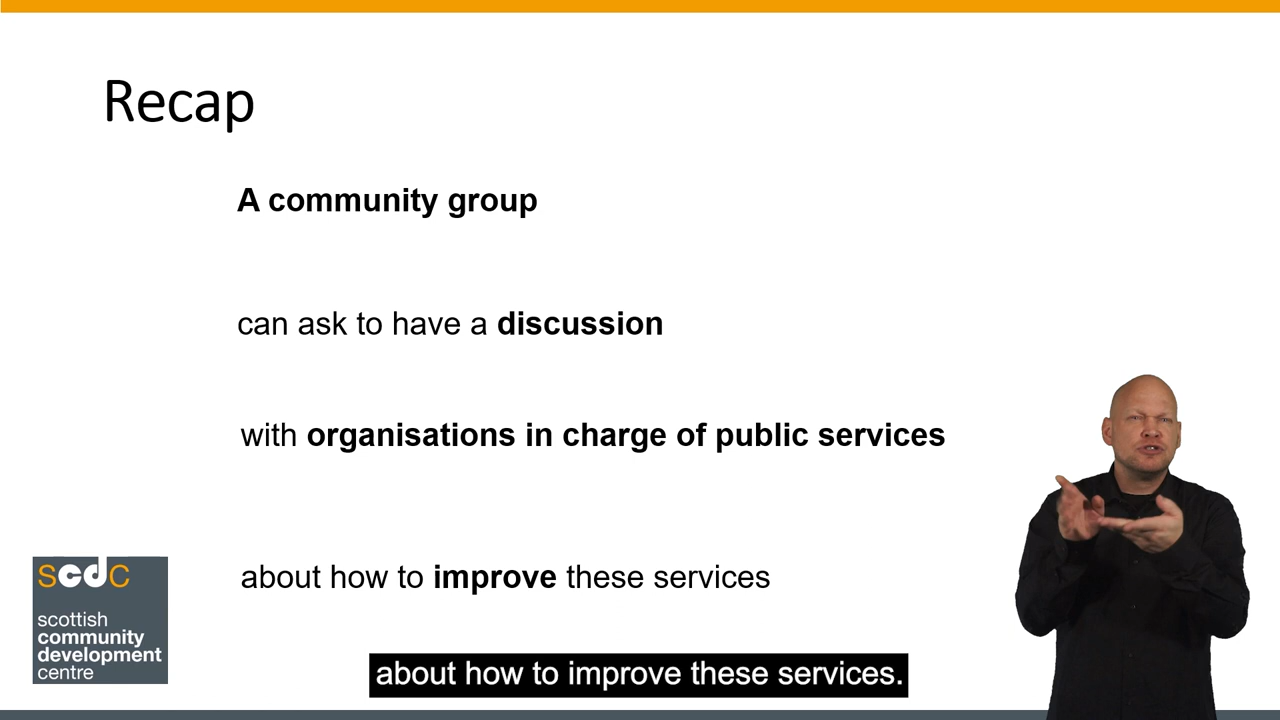 Recap
A community group
can ask to have a discussion
with organisations in charge of public services
about how to improve these services
scdc
scottish
community
development
centre
about how to improve these services.